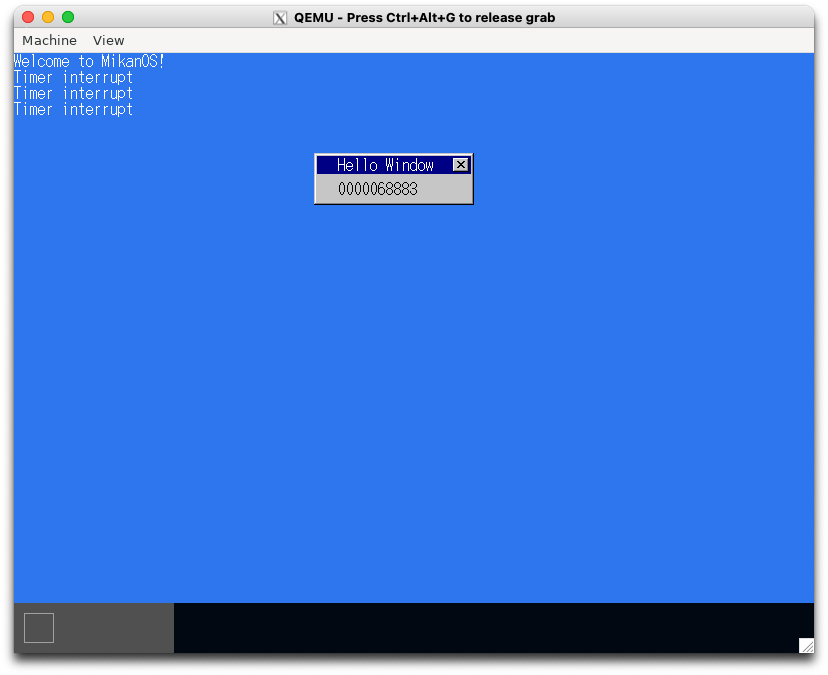 QEMU - Press Ctrl+Alt+G to release grab
Machine View
Welcome to MikanOS!
Timer interrupt
Timer interrupt
Timer interrupt
Hello Window
0000068883